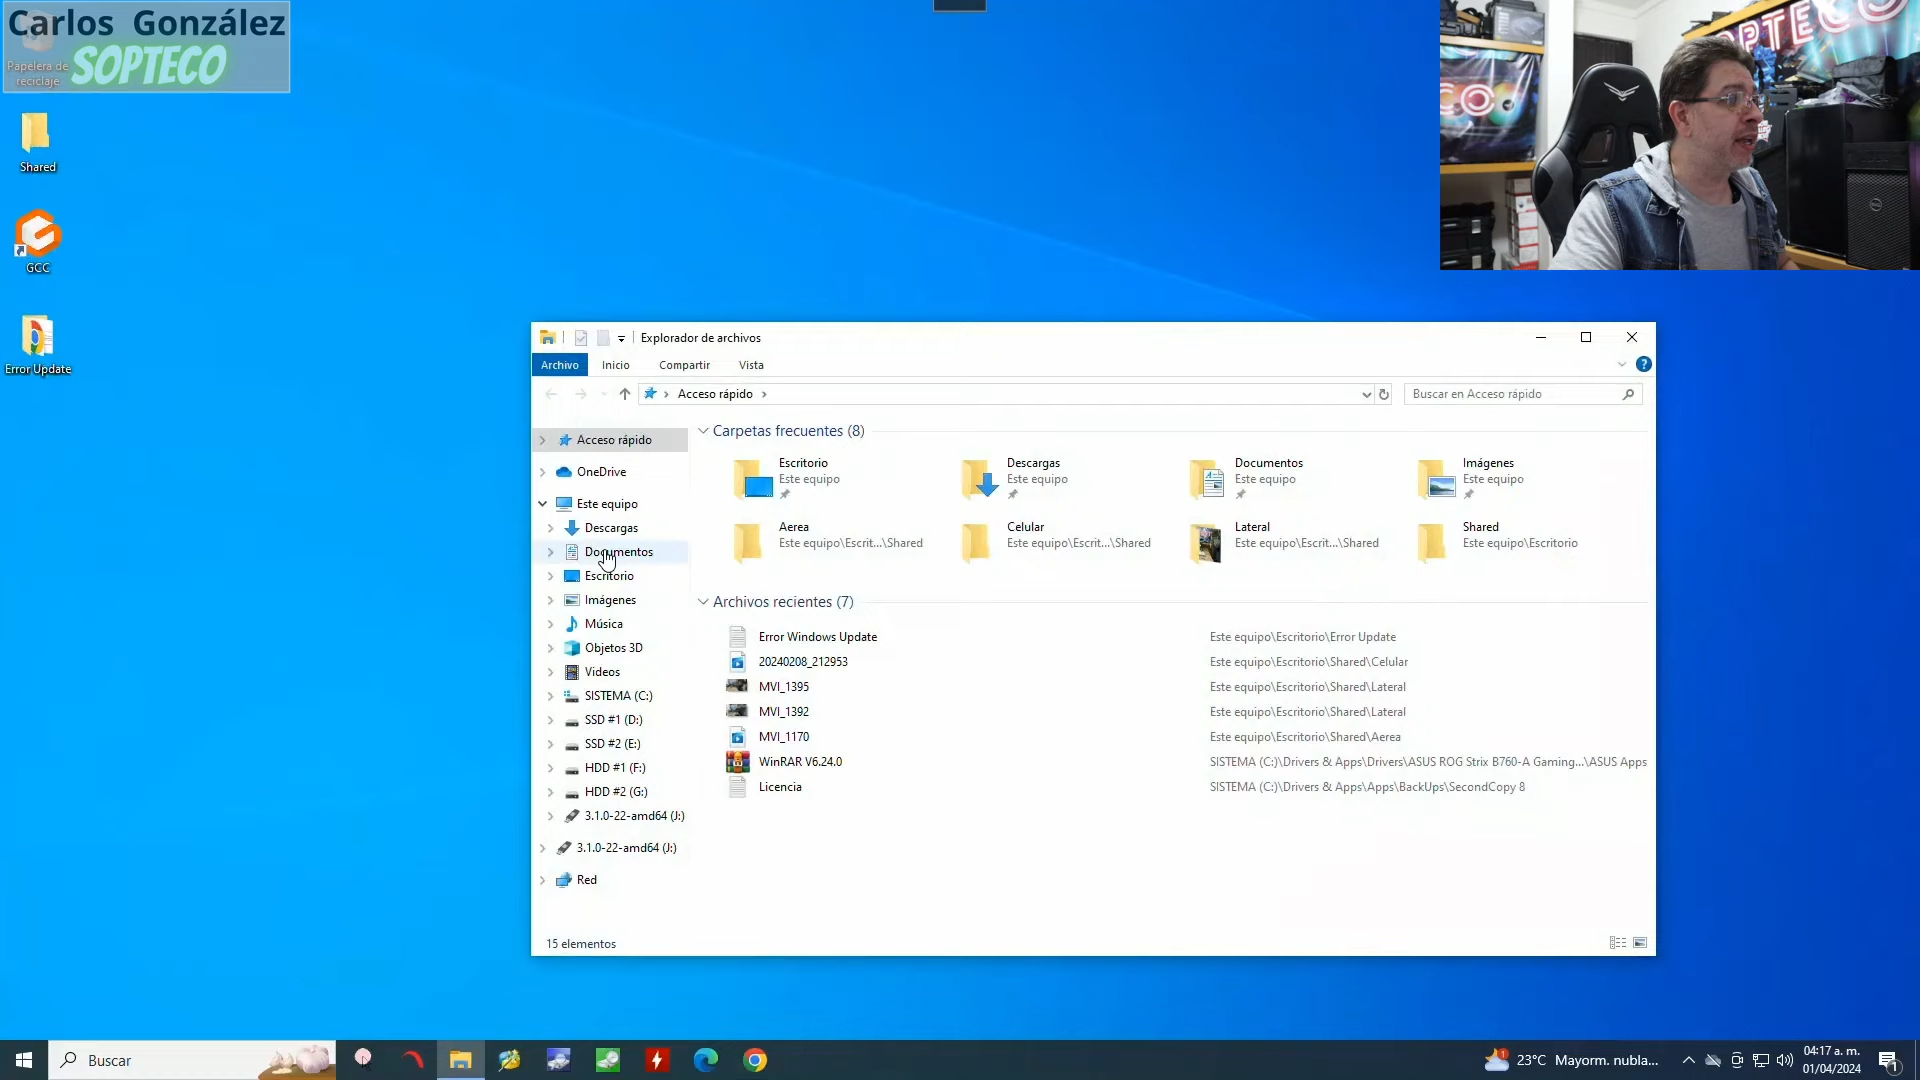 Carlos González
SOPTECO
Papelera de
reciclaje
Shared
GCC
Error Update
SOPTECO
CO
Explorador de archivos
Archivo
Inicio
Compartir
Vista
Acceso rápido
Buscar en Acceso rápido
Acceso rápido
OneDrive
Este equipo
Descargas
Documentos
Escritorio
Imágenes
Música
Objetos 3D
Videos
SISTEMA (C:)
SSD #1 (D:)
SSD #2 (E:)
HDD #1 (F:)
HDD #2 (G:)
3.1.0-22-amd64 (J:)
3.1.0-22-amd64 (J:)
Red
Carpetas frecuentes (8)
Escritorio
Este equipo
Descargas
Este equipo
Documentos
Este equipo
Imágenes
Este equipo
Aerea
Este equipo\Escrit...\Shared
Celular
Este equipo\Escrit...\Shared
Lateral
Este equipo\Escrit...\Shared
Shared
Este equipo\Escritorio
Archivos recientes (7)
Error Windows Update Este equipo\Escritorio\Error Update
20240208_212953 Este equipo\Escritorio\Shared\Celular
MVI_1395 Este equipo\Escritorio\Shared\Lateral
MVI_1392 Este equipo\Escritorio\Shared\Lateral
MVI_1170 Este equipo\Escritorio\Shared\Aerea
WinRAR V6.24.0 SISTEMA (C:)\Drivers & Apps\Drivers\ASUS ROG Strix B760-A Gaming...\ASUS Apps
Licencia SISTEMA (C:)\Drivers & Apps\Apps\BackUps\SecondCopy 8
15 elementos
Buscar
23°C Mayorm. nubla...
04:17 a. m.
01/04/2024